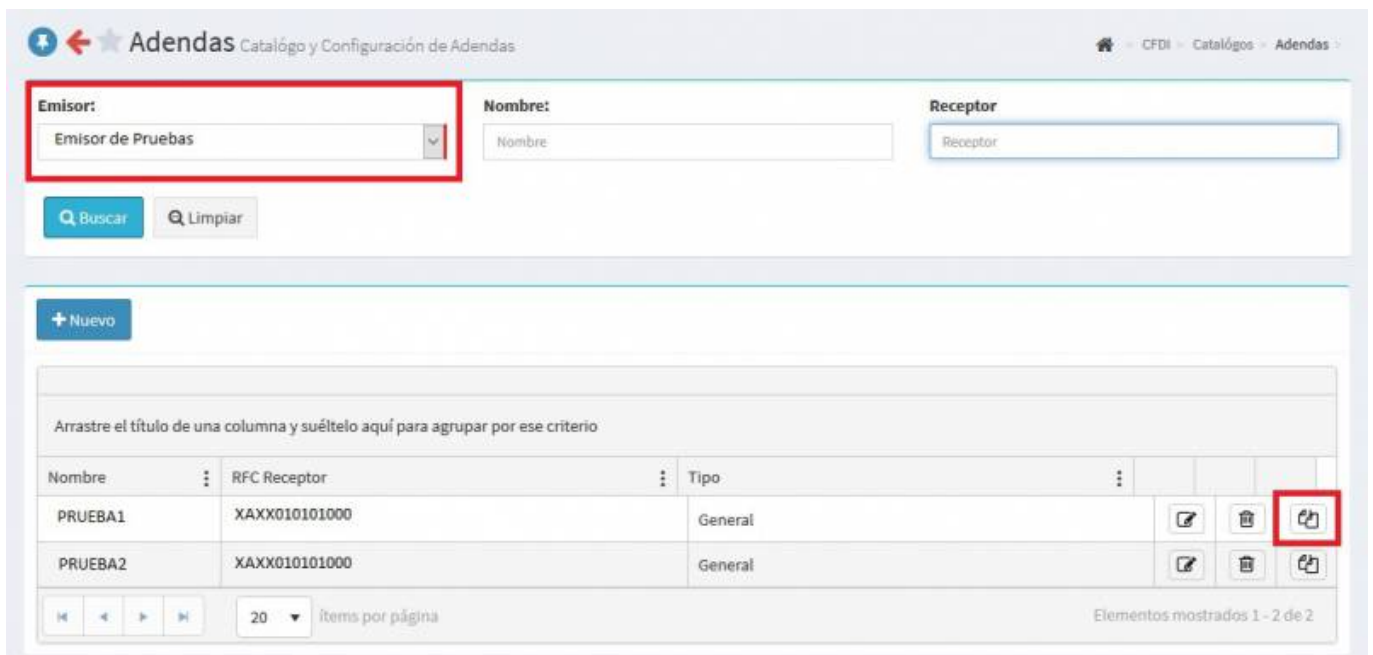 Adendas Catalógo y Configuración de Adendas
CFDI Catalógos Adendas
Emisor: Nombre: Receptor
Emisor de Pruebas Nombre Receptor
Buscar Limpiar
Nuevo
Arrastre el título de una columna y suéltelo aquí para agrupar por ese criterio
Nombre RFC Receptor Tipo
PRUEBA1 XAXX010101000 General
PRUEBA2 XAXX010101000 General
20 ítems por página Elementos mostrados 1 - 2 de 2